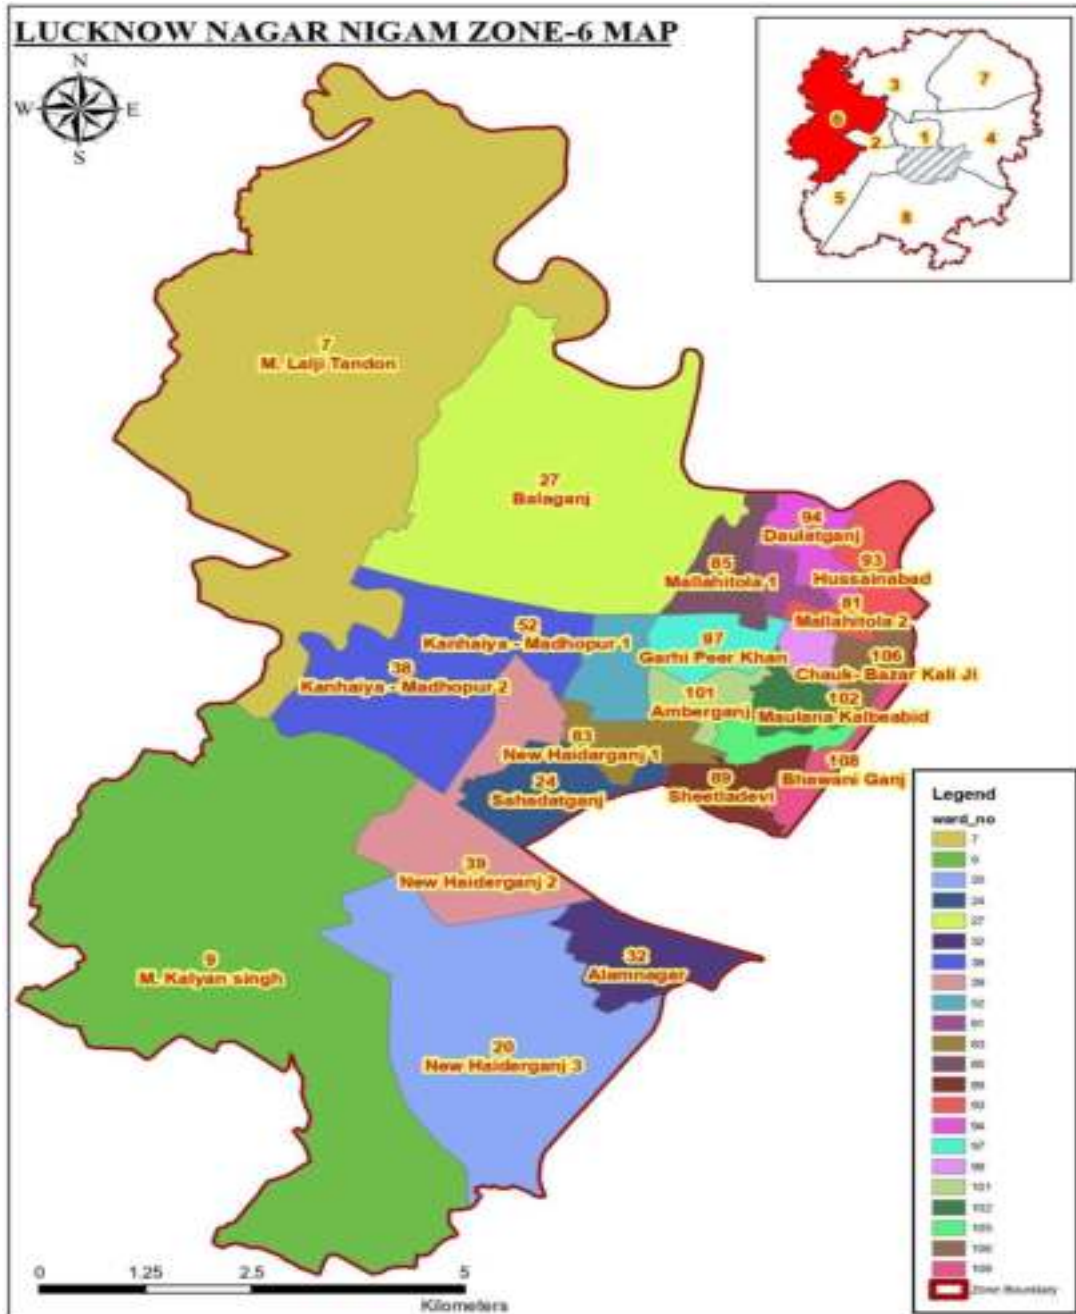 LUCKNOW NAGAR NIGAM ZONE-6 MAP
N
W
E
S
3
7
6
1
2
4
5
8
7
M. Lalji Tandon
27
Balaganj
94
Daulatganj
85
Mallahitola 1
93
Hussainabad
81
Mallahitola 2
52
Kanhaiya - Madhopur 1
97
Garhi Peer Khan
106
Chauk- Bazar Kali Ji
38
Kanhaiya - Madhopur 2
101
Amberganj
102
Maulana Kalbeabid
83
New Haidarganj 1
108
Bhawani Ganj
24
Sahadatganj
89
Sheetladevi
39
New Haiderganj 2
9
M. Kalyan singh
32
Alamnagar
20
New Haiderganj 3
Legend
ward_no
7
9
20
24
27
32
38
39
52
81
83
85
89
93
94
97
101
102
106
Zone Boundary
0
1.25
2.5
5
Kilometers